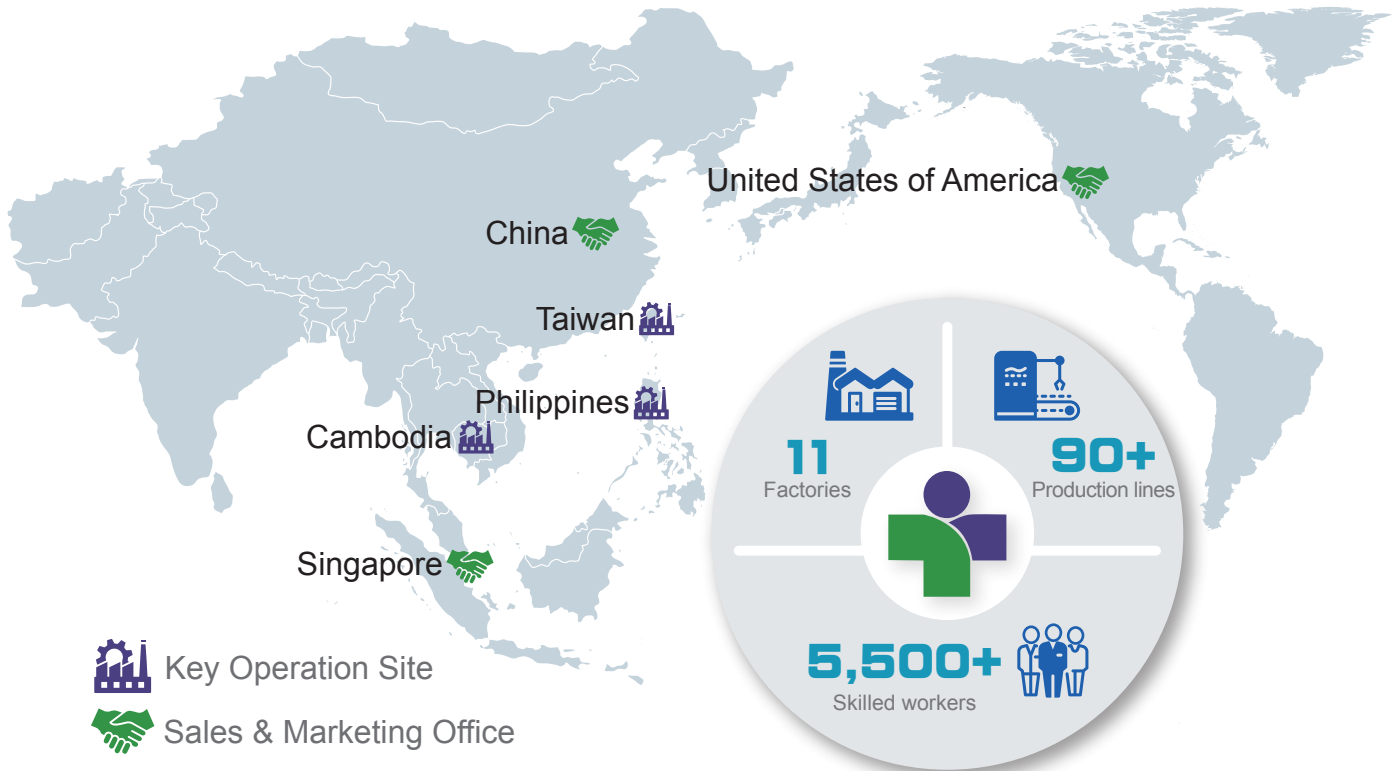 United States of America
China
Taiwan
Philippines
Cambodia
Singapore
Key Operation Site
Sales & Marketing Office
11
Factories
90+
Production lines
5,500+
Skilled workers